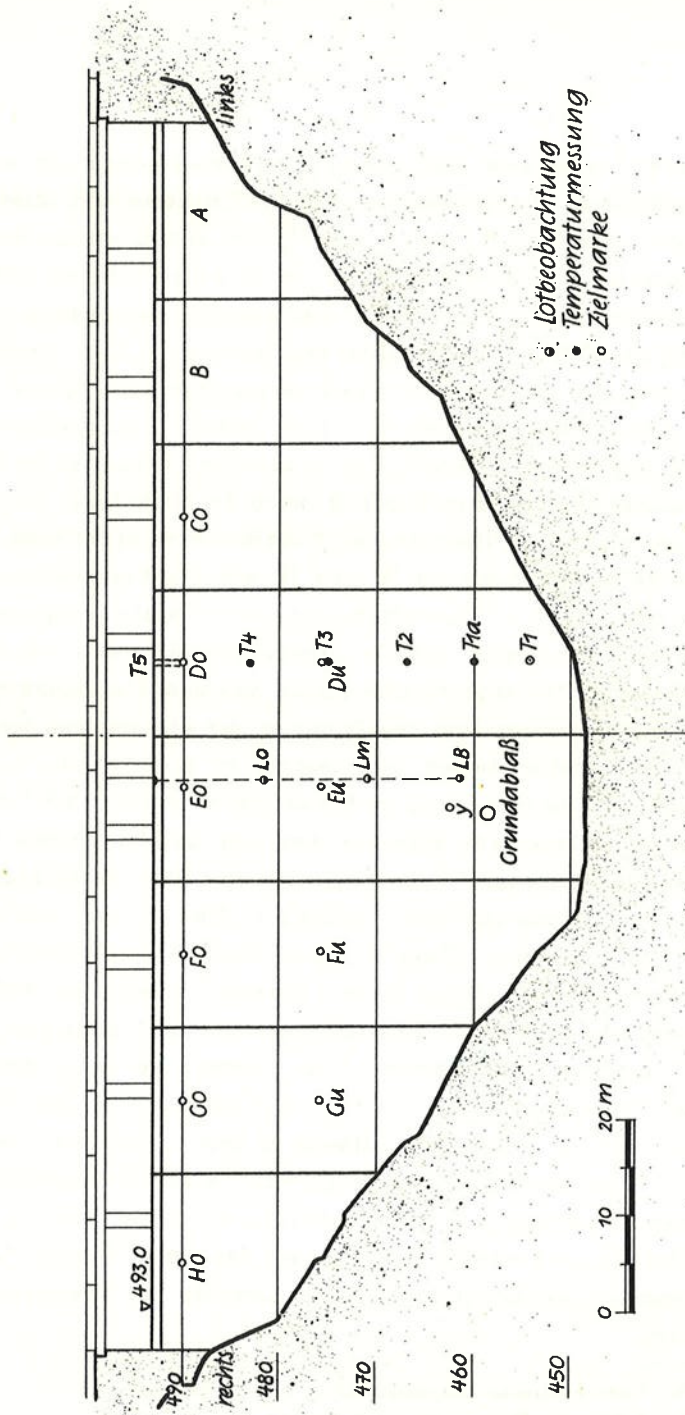 ▽ 493,0
T5
490
HO
GO
FO
EO
DO
CO
B
A
rechts
links
480
LO
T4
GU
FU
EU
DU
T3
470
Lm
T2
y
LB
460
T1a
Grundablaß
T1
450
Lotbeobachtung
Temperaturmessung
Zielmarke
0 10 20 m